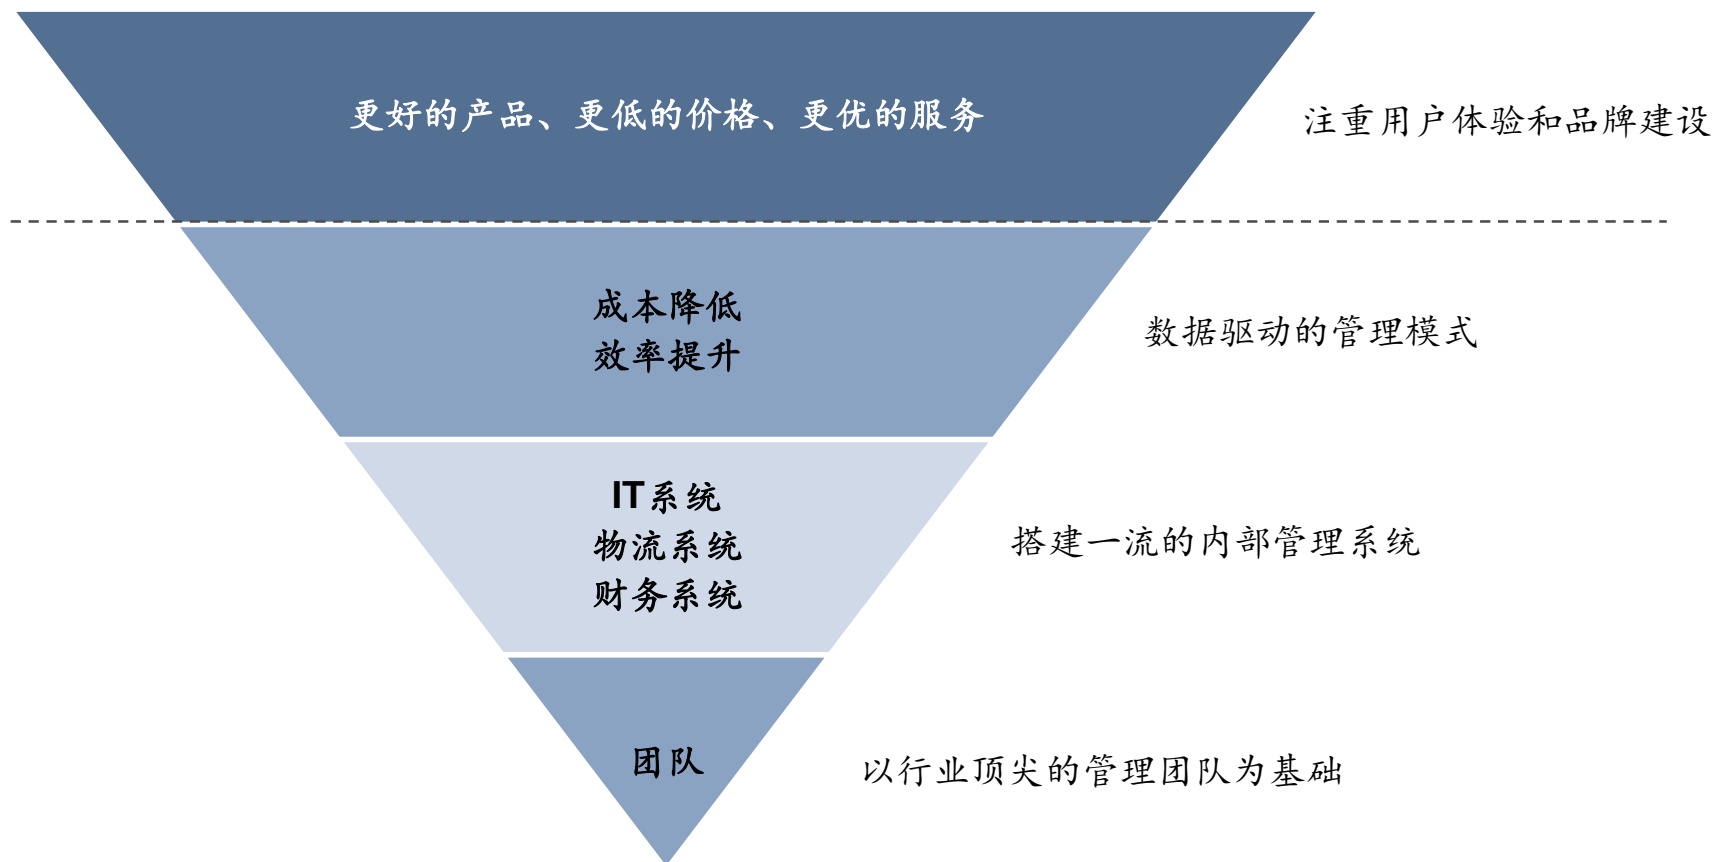 更好的产品、更低的价格、更优的服务
注重用户体验和品牌建设
成本降低
效率提升
数据驱动的管理模式
IT系统
物流系统
财务系统
搭建一流的内部管理系统
团队
以行业顶尖的管理团队为基础